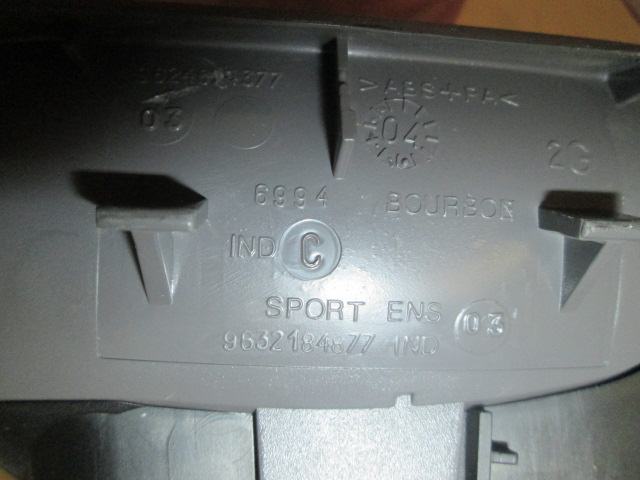 >ABS+PA<
03
04
2G
6994 BOURBON
IND C
SPORT ENS 03
9632184877 IND